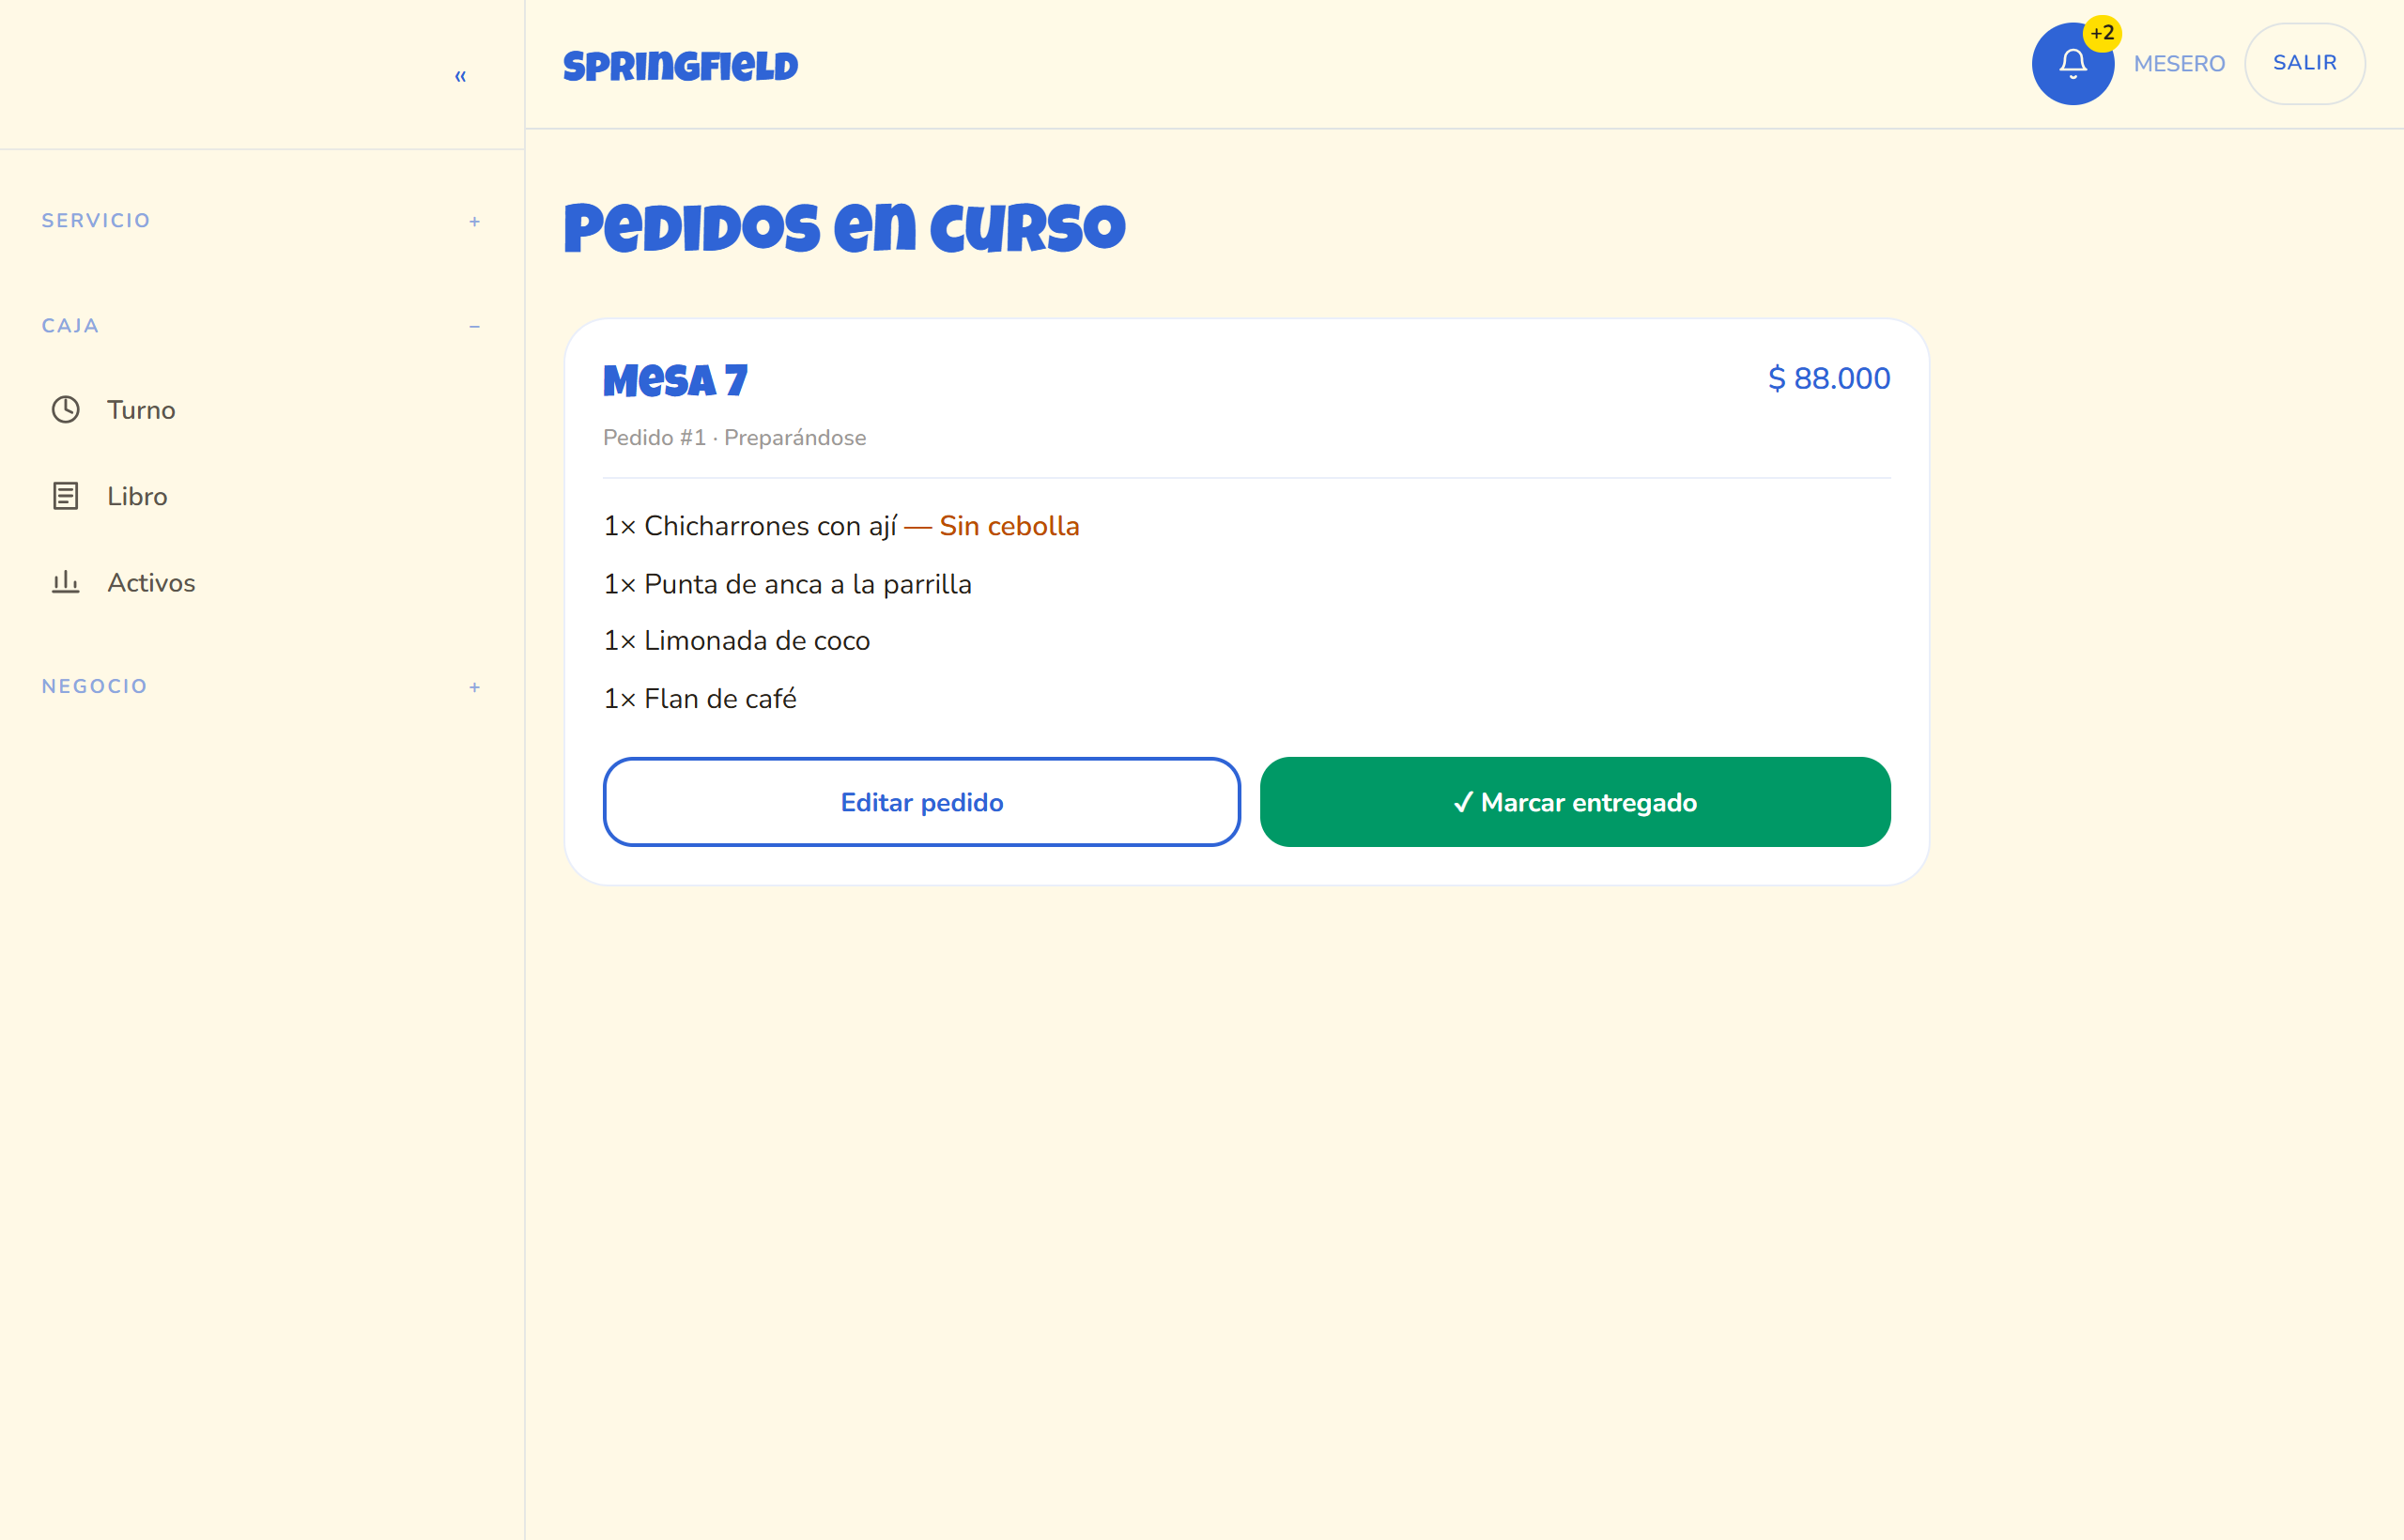 «
SPRINGFIELD
+2
MESERO
SALIR
SERVICIO +
CAJA −
Turno
Libro
Activos
NEGOCIO +
Pedidos en curso
Mesa 7
$ 88.000
Pedido #1 · Preparándose
1× Chicharrones con ají — Sin cebolla
1× Punta de anca a la parrilla
1× Limonada de coco
1× Flan de café
Editar pedido
✓ Marcar entregado